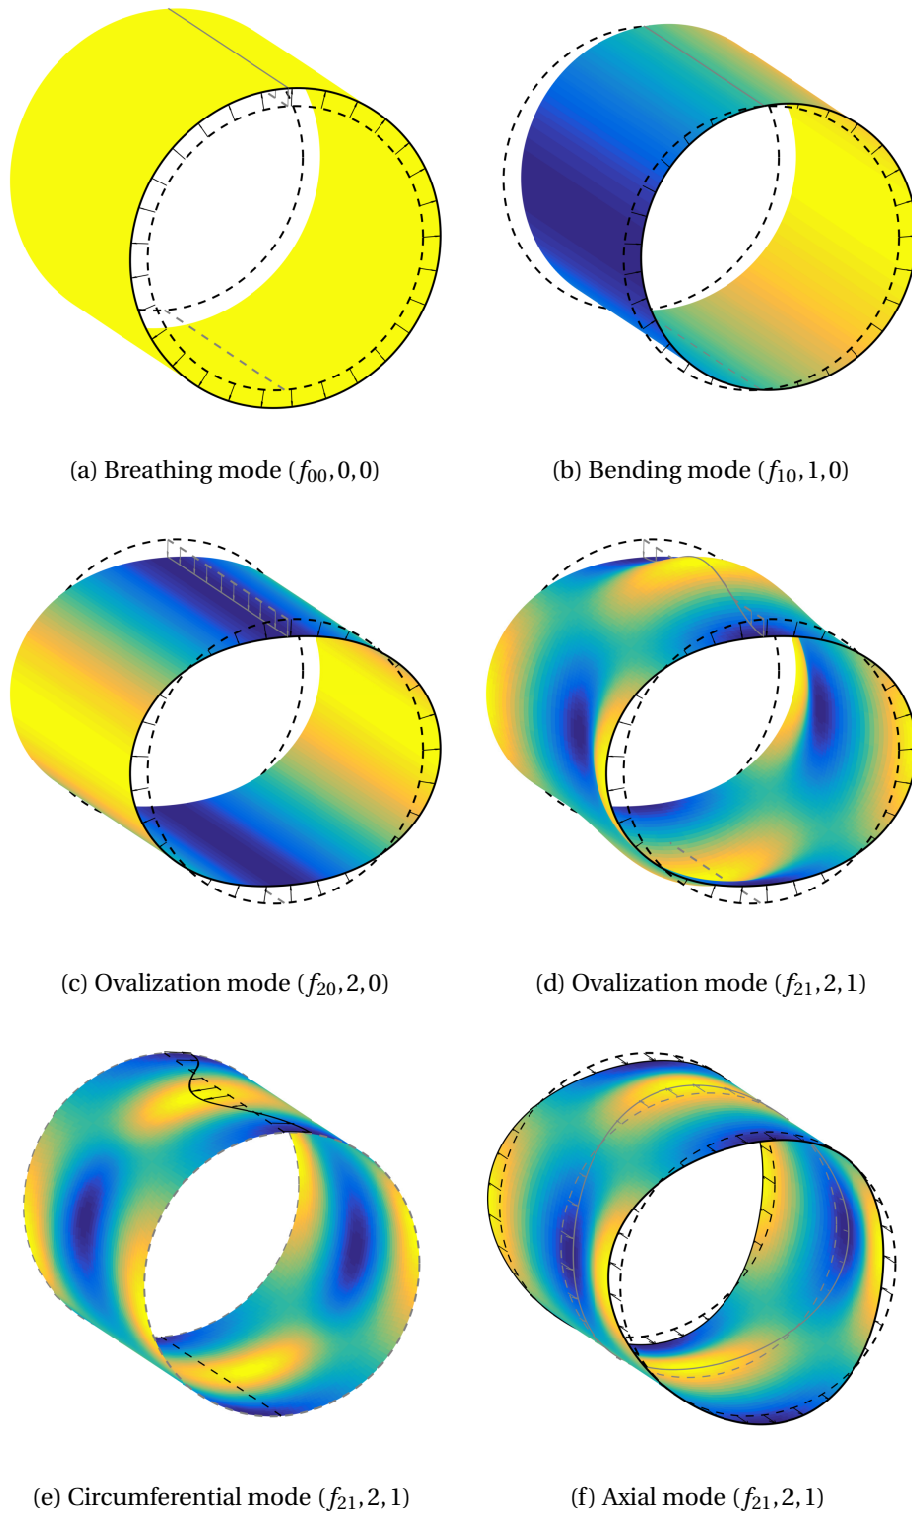 (a) Breathing mode (f₀₀,0,0)
(b) Bending mode (f₁₀,1,0)
(c) Ovalization mode (f₂₀,2,0)
(d) Ovalization mode (f₂₁,2,1)
(e) Circumferential mode (f₂₁,2,1)
(f) Axial mode (f₂₁,2,1)